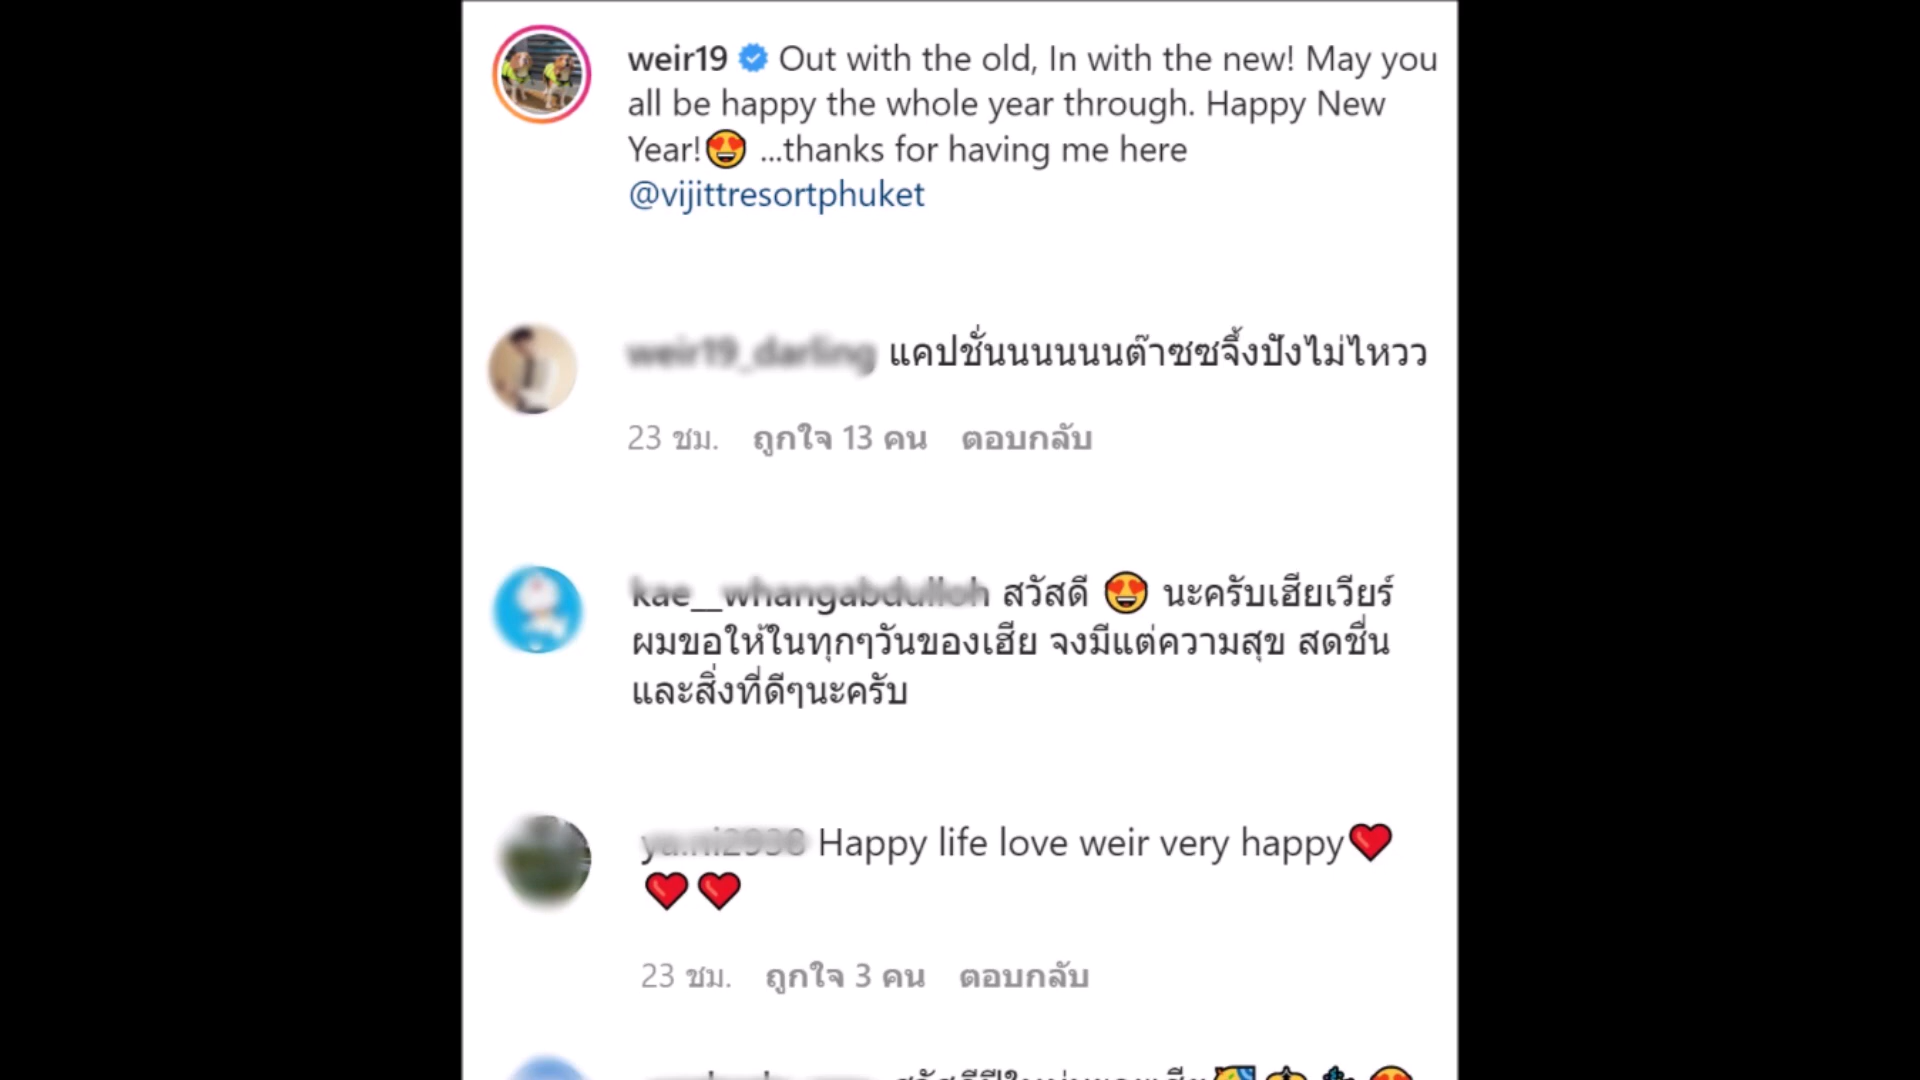 weir19 Out with the old, In with the new! May you
all be happy the whole year through. Happy New
Year!😍 ...thanks for having me here
@vijittresortphuket
weir19_darling แคปชั่นนนนนนต๊าซซจึ้งปังไม่ไหวว
23 ชม. ถูกใจ 13 คน ตอบกลับ
kae__whangabdulloh สวัสดี 😍 นะครับเฮียเวียร์
ผมขอให้ในทุกๆวันของเฮีย จงมีแต่ความสุข สดชื่น
และสิ่งที่ดีๆนะครับ
Happy life love weir very happy❤️
❤️❤️
23 ชม. ถูกใจ 3 คน ตอบกลับ